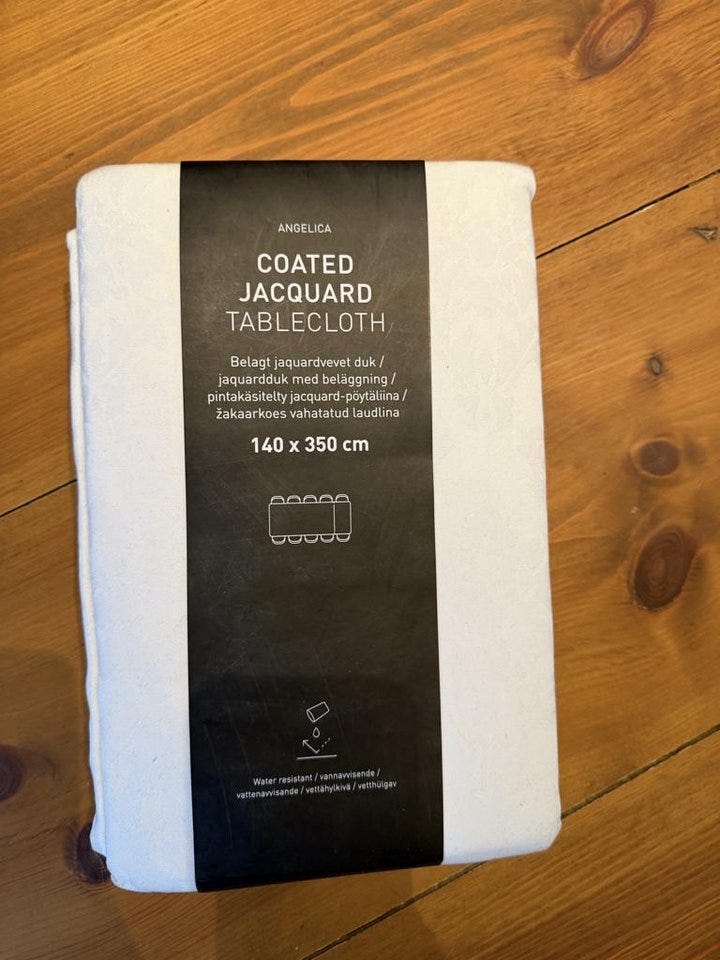 ANGELICA
COATED
JACQUARD
TABLECLOTH
Belagt jaquardvevet duk /
jaquardduk med beläggning /
pintakäsitelty jacquard-pöytäliina /
žakaarkoes vahatatud laudlina
140 x 350 cm
Water resistant / vannavvisende /
vattenavvisande / vettähylkivä / vetthülgav